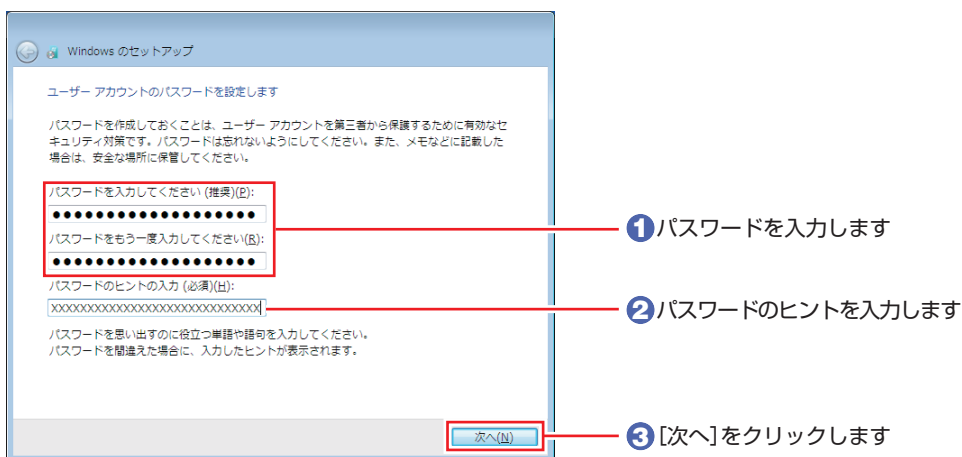 Windows のセットアップ
ユーザー アカウントのパスワードを設定します
パスワードを作成しておくことは、ユーザー アカウントを第三者から保護するために有効なセ
キュリティ対策です。パスワードは忘れないようにしてください。また、メモなどに記載した
場合は、安全な場所に保管してください。
パスワードを入力してください (推奨)(P):
●●●●●●●●●●●●●●●●●●●
パスワードをもう一度入力してください(R):
●●●●●●●●●●●●●●●●●●●
パスワードのヒントの入力 (必須)(H):
XXXXXXXXXXXXXXXXXXXXXXXXXXXXX
パスワードを思い出すのに役立つ単語や語句を入力してください。
パスワードを間違えた場合に、入力したヒントが表示されます。
次へ(N)
1 パスワードを入力します
2 パスワードのヒントを入力します
3 [次へ]をクリックします